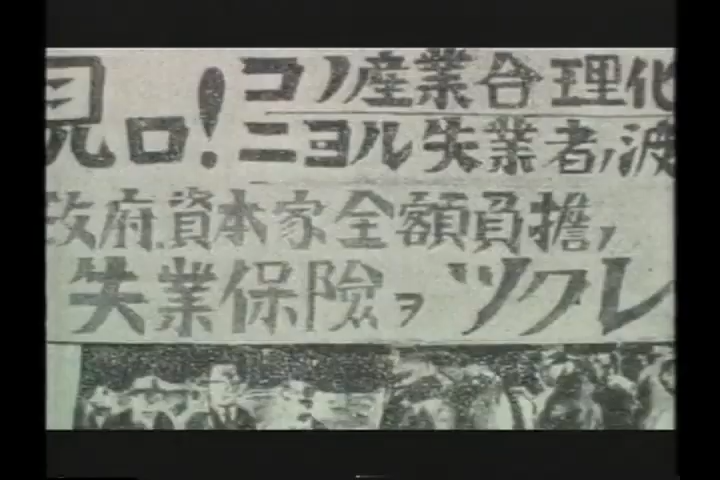 見ロ! コノ産業合理化
ニヨル失業者ノ波
政府、資本家全額負擔ノ
失業保險ヲツクレ